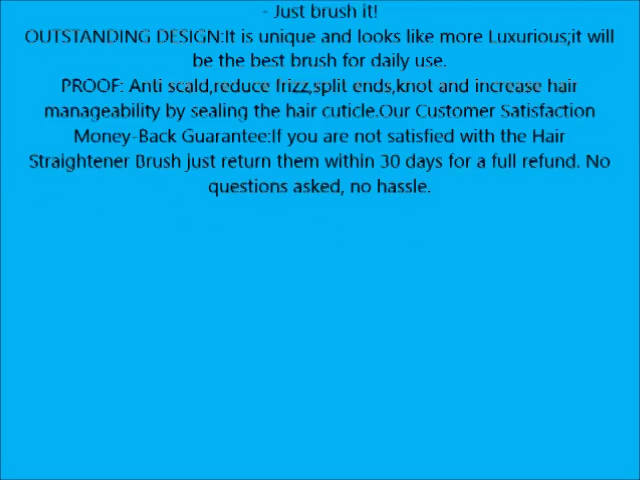 - Just brush it!
OUTSTANDING DESIGN:It is unique and looks like more Luxurious;it will
be the best brush for daily use.
PROOF: Anti scald,reduce frizz,split ends,knot and increase hair
manageability by sealing the hair cuticle.Our Customer Satisfaction
Money-Back Guarantee:If you are not satisfied with the Hair
Straightener Brush just return them within 30 days for a full refund. No
questions asked, no hassle.